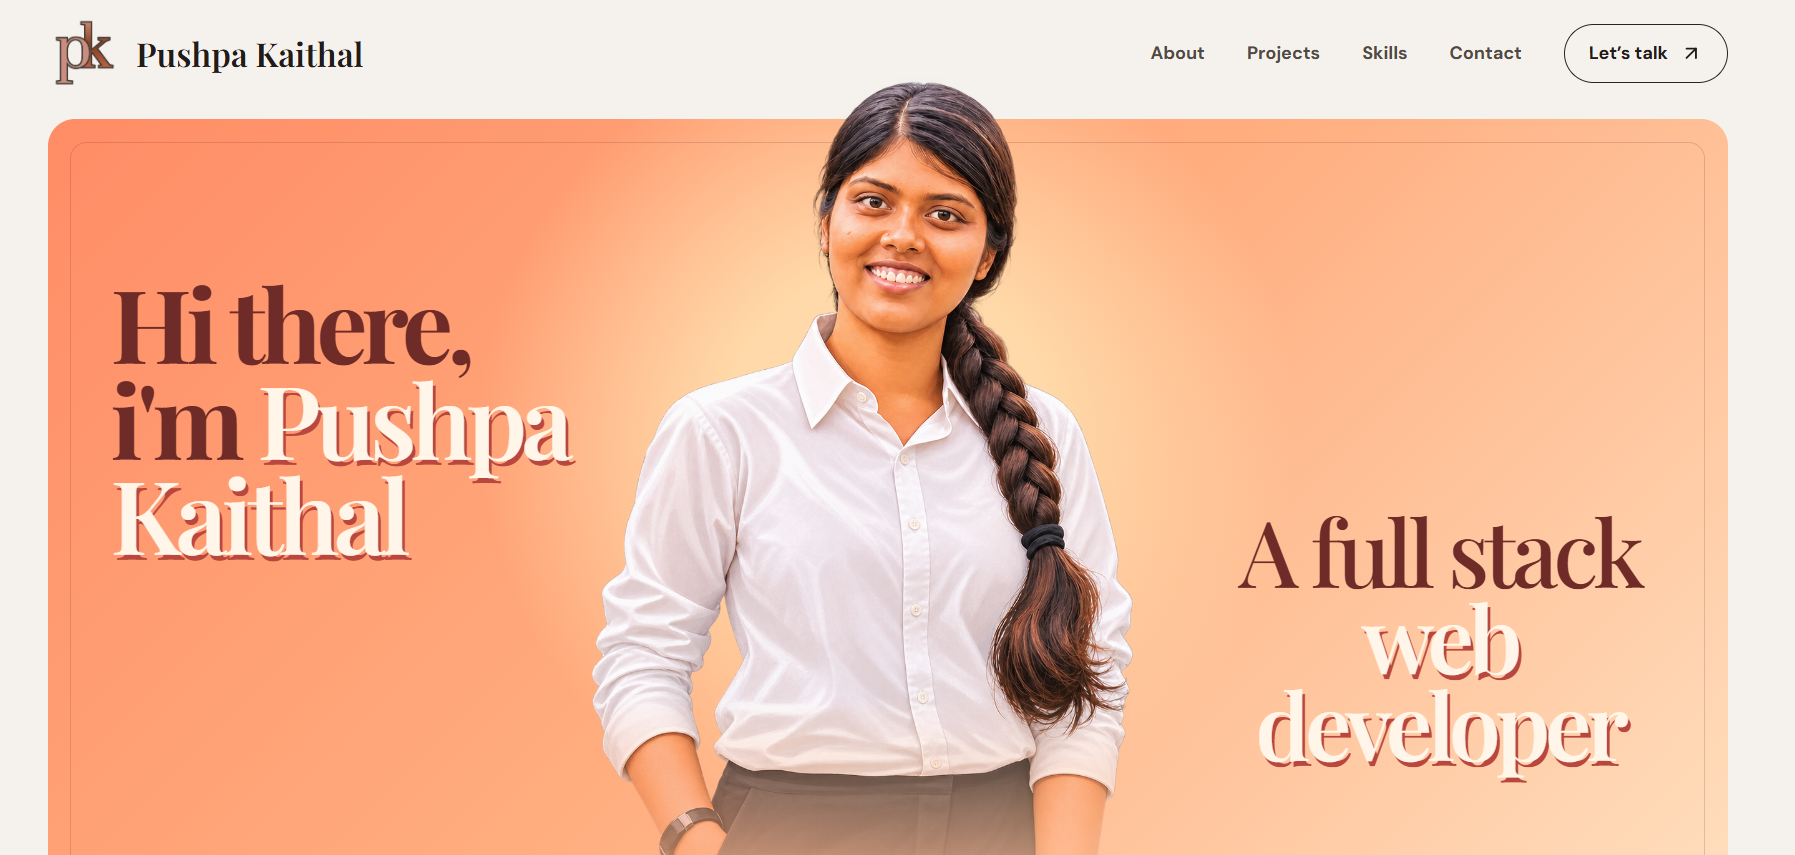 pk
Pushpa Kaithal
About
Projects
Skills
Contact
Let's talk
Hi there,
i'm Pushpa
Kaithal
A full stack
web
developer